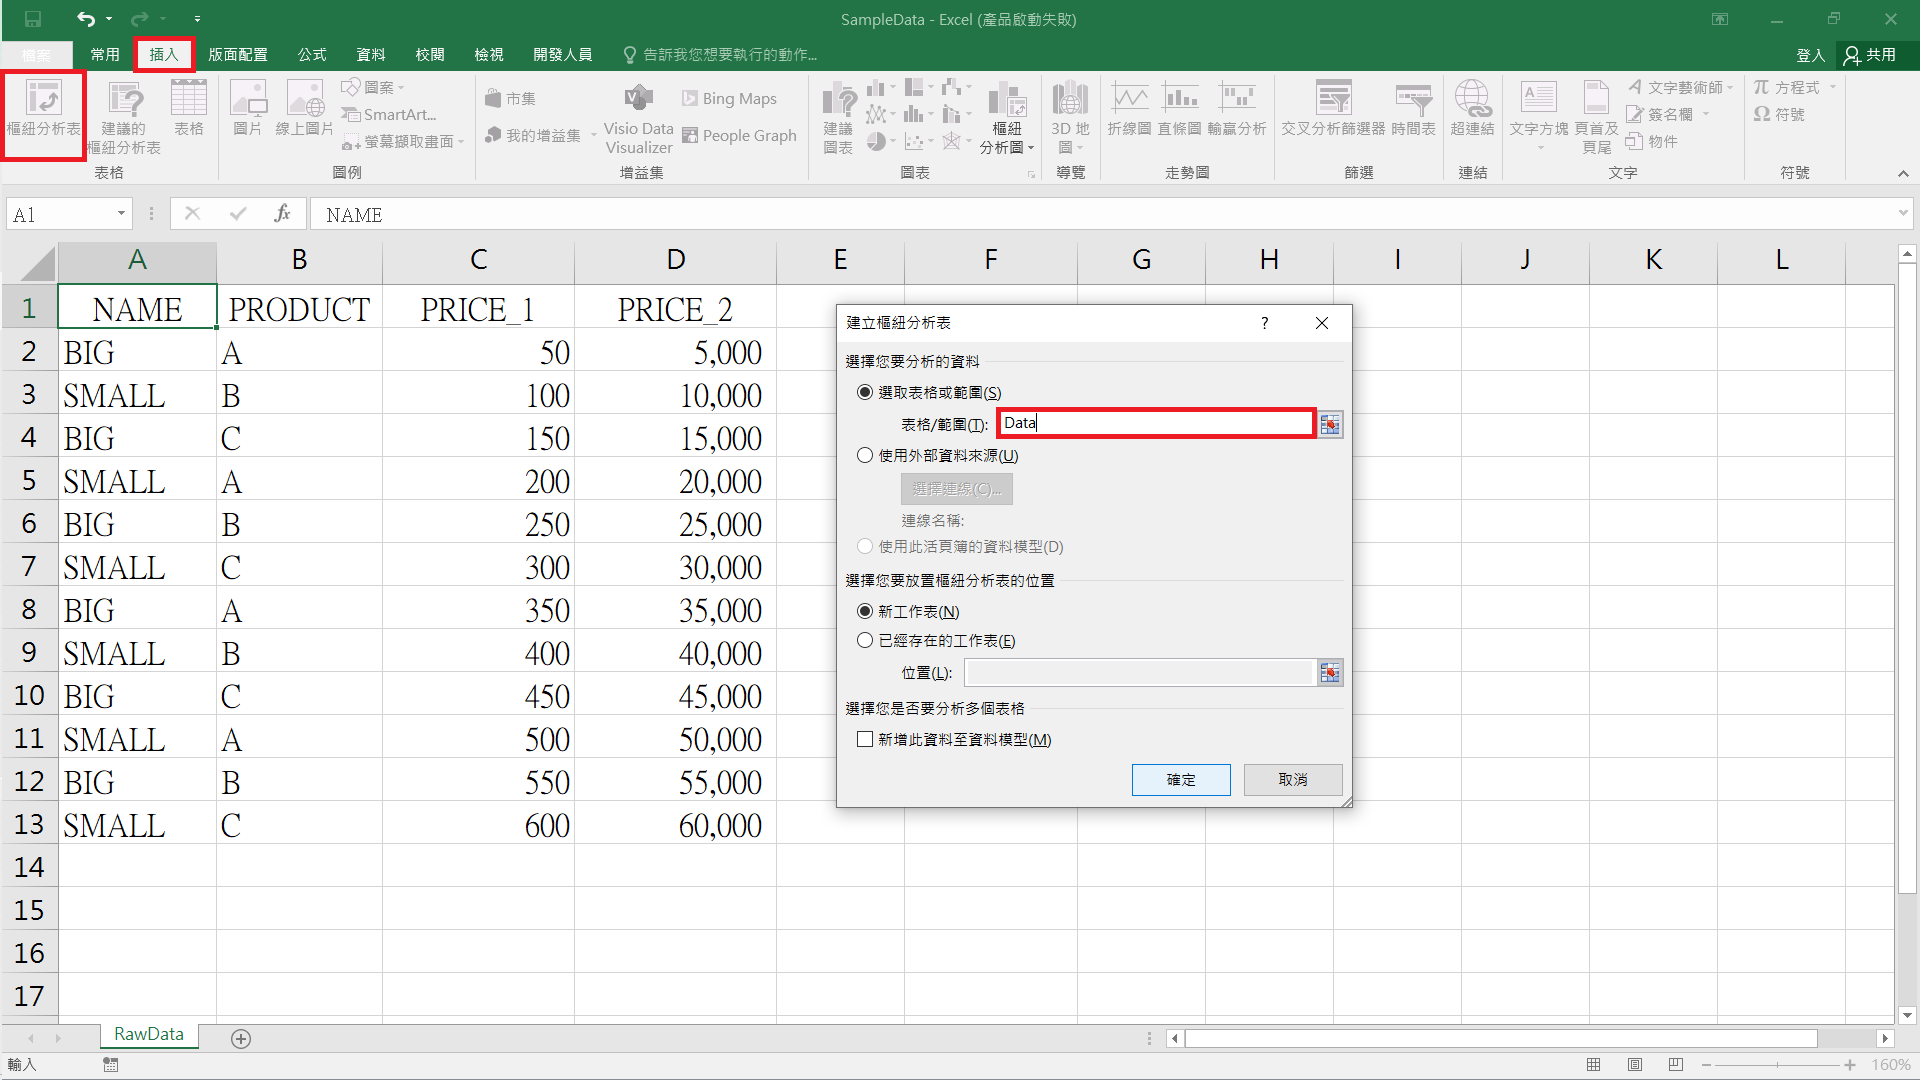 SampleData - Excel (產品啟動失敗)
檔案 常用 插入 版面配置 公式 資料 校閱 檢視 開發人員 告訴我您想要執行的動作... 登入 共用
樞紐分析表
建議的
樞紐分析表
表格
圖片
線上圖片
圖案
SmartArt...
螢幕擷取畫面
市集
我的增益集
Visio Data
Visualizer
Bing Maps
People Graph
建議
圖表
樞紐
分析圖
3D 地
圖
折線圖 直條圖 輸贏分析
交叉分析篩選器 時間表
超連結
文字方塊
頁首及
頁尾
文字藝術師
簽名欄
物件
π 方程式
Ω 符號
表格 圖例 增益集 圖表 導覽 走勢圖 篩選 連結 文字 符號
A1 fx NAME
A B C D E F G H I J K L
1 NAME PRODUCT PRICE_1 PRICE_2
2 BIG A 50 5,000
3 SMALL B 100 10,000
4 BIG C 150 15,000
5 SMALL A 200 20,000
6 BIG B 250 25,000
7 SMALL C 300 30,000
8 BIG A 350 35,000
9 SMALL B 400 40,000
10 BIG C 450 45,000
11 SMALL A 500 50,000
12 BIG B 550 55,000
13 SMALL C 600 60,000
14
15
16
17
建立樞紐分析表 ?
選擇您要分析的資料
選取表格或範圍(S)
表格/範圍(T): Data
使用外部資料來源(U)
選擇連線(C)...
連線名稱:
使用此活頁簿的資料模型(D)
選擇您要放置樞紐分析表的位置
新工作表(N)
已經存在的工作表(E)
位置(L):
選擇您是否要分析多個表格
新增此資料至資料模型(M)
確定 取消
RawData
輸入 160%